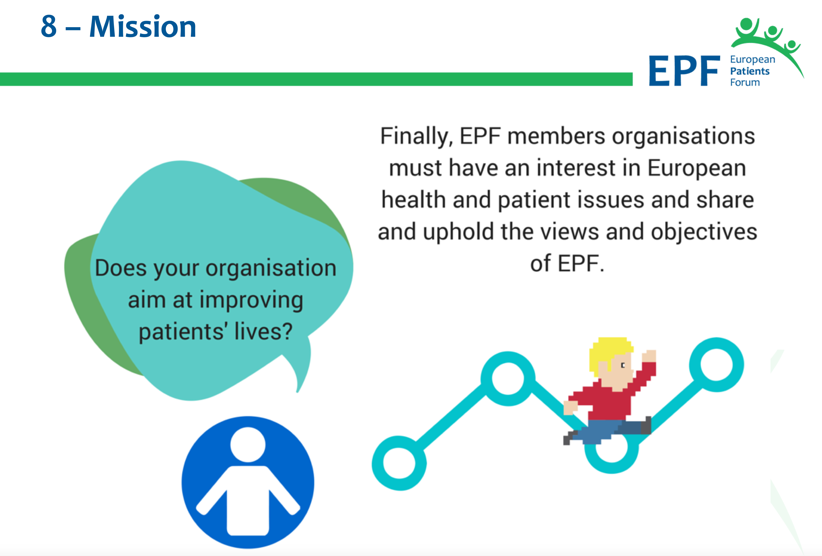 8 – Mission
EPF
European
Patients
Forum
Finally, EPF members organisations
must have an interest in European
health and patient issues and share
and uphold the views and objectives
of EPF.
Does your organisation
aim at improving
patients' lives?